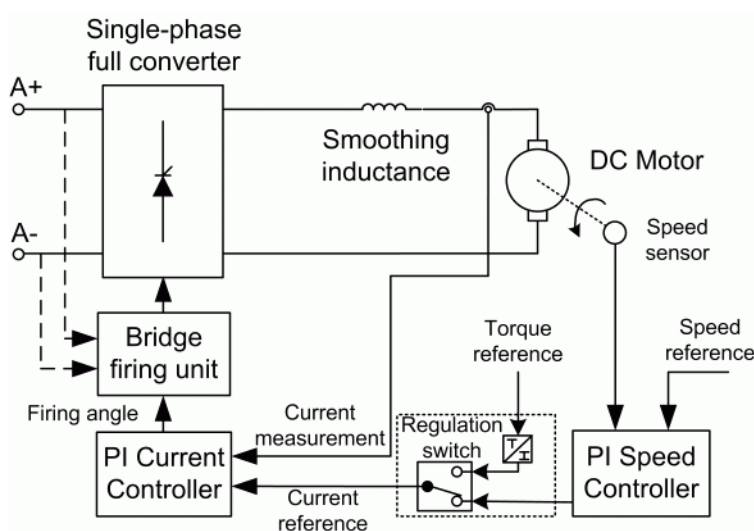 Single-phase
full converter
A+
Smoothing
inductance
DC Motor
A-
Speed
sensor
Bridge
firing unit
Torque
reference
Speed
reference
Firing angle
Current
measurement
Regulation
switch
T
I
PI Current
Controller
PI Speed
Controller
Current
reference